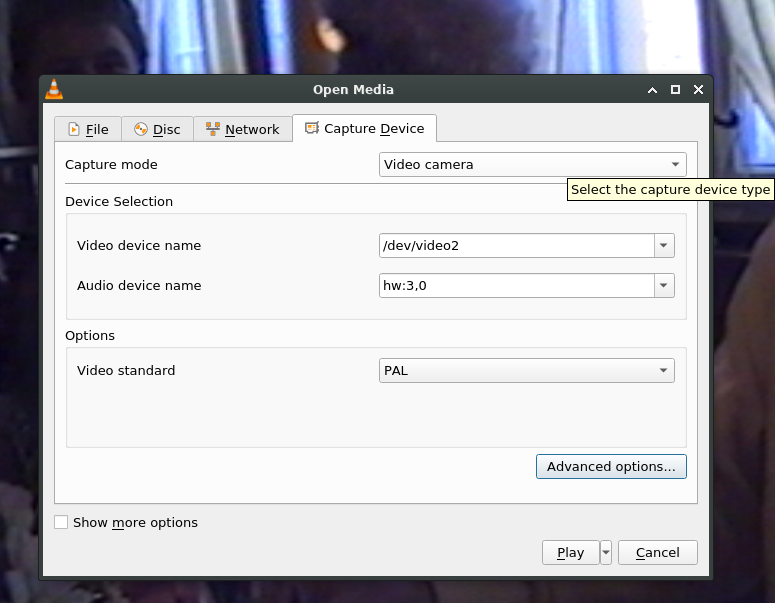 Open Media
File Disc Network Capture Device
Capture mode Video camera
Select the capture device type
Device Selection
Video device name /dev/video2
Audio device name hw:3,0
Options
Video standard PAL
Advanced options...
Show more options
Play Cancel